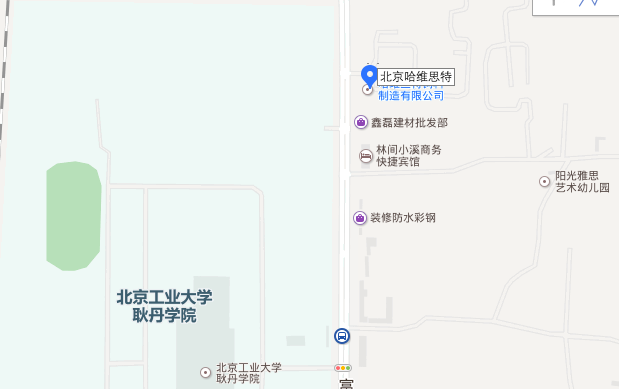 北京哈维思特
制造有限公司
鑫磊建材批发部
林间小溪商务
快捷宾馆
阳光雅思
艺术幼儿园
装修防水彩钢
北京工业大学
耿丹学院
北京工业大学
耿丹学院
富